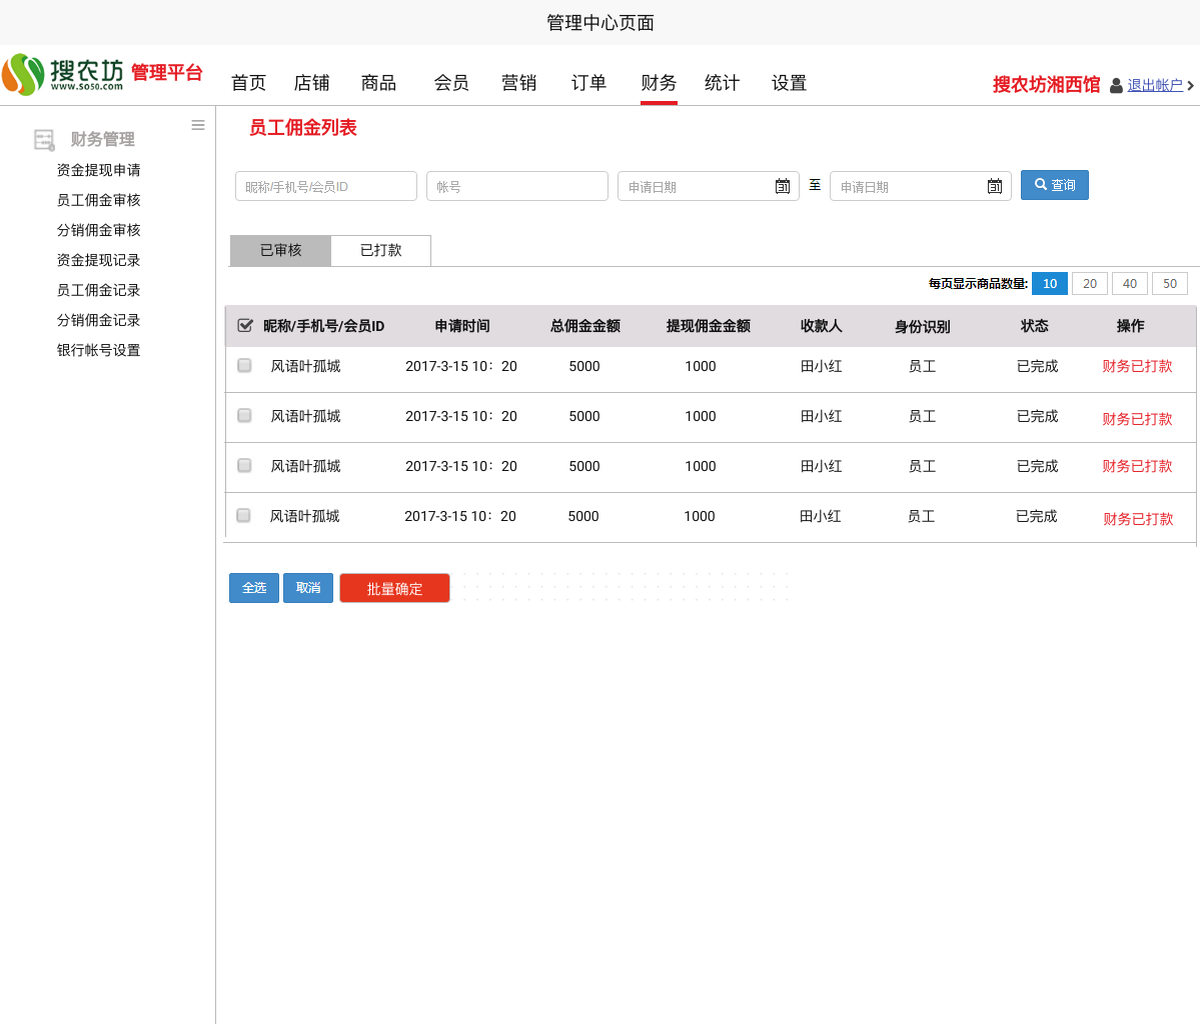 管理中心页面
搜农坊 管理平台
www.so50.com
首页 店铺 商品 会员 营销 订单 财务 统计 设置
搜农坊湘西馆 退出帐户
财务管理
资金提现申请
员工佣金审核
分销佣金审核
资金提现记录
员工佣金记录
分销佣金记录
银行帐号设置
员工佣金列表
昵称/手机号/会员ID 帐号 申请日期 31 至 申请日期 31 查询
已审核 已打款
每页显示商品数量: 10 20 40 50
昵称/手机号/会员ID 申请时间 总佣金金额 提现佣金金额 收款人 身份识别 状态 操作
风语叶孤城 2017-3-15 10：20 5000 1000 田小红 员工 已完成 财务已打款
风语叶孤城 2017-3-15 10：20 5000 1000 田小红 员工 已完成 财务已打款
风语叶孤城 2017-3-15 10：20 5000 1000 田小红 员工 已完成 财务已打款
风语叶孤城 2017-3-15 10：20 5000 1000 田小红 员工 已完成 财务已打款
全选 取消 批量确定